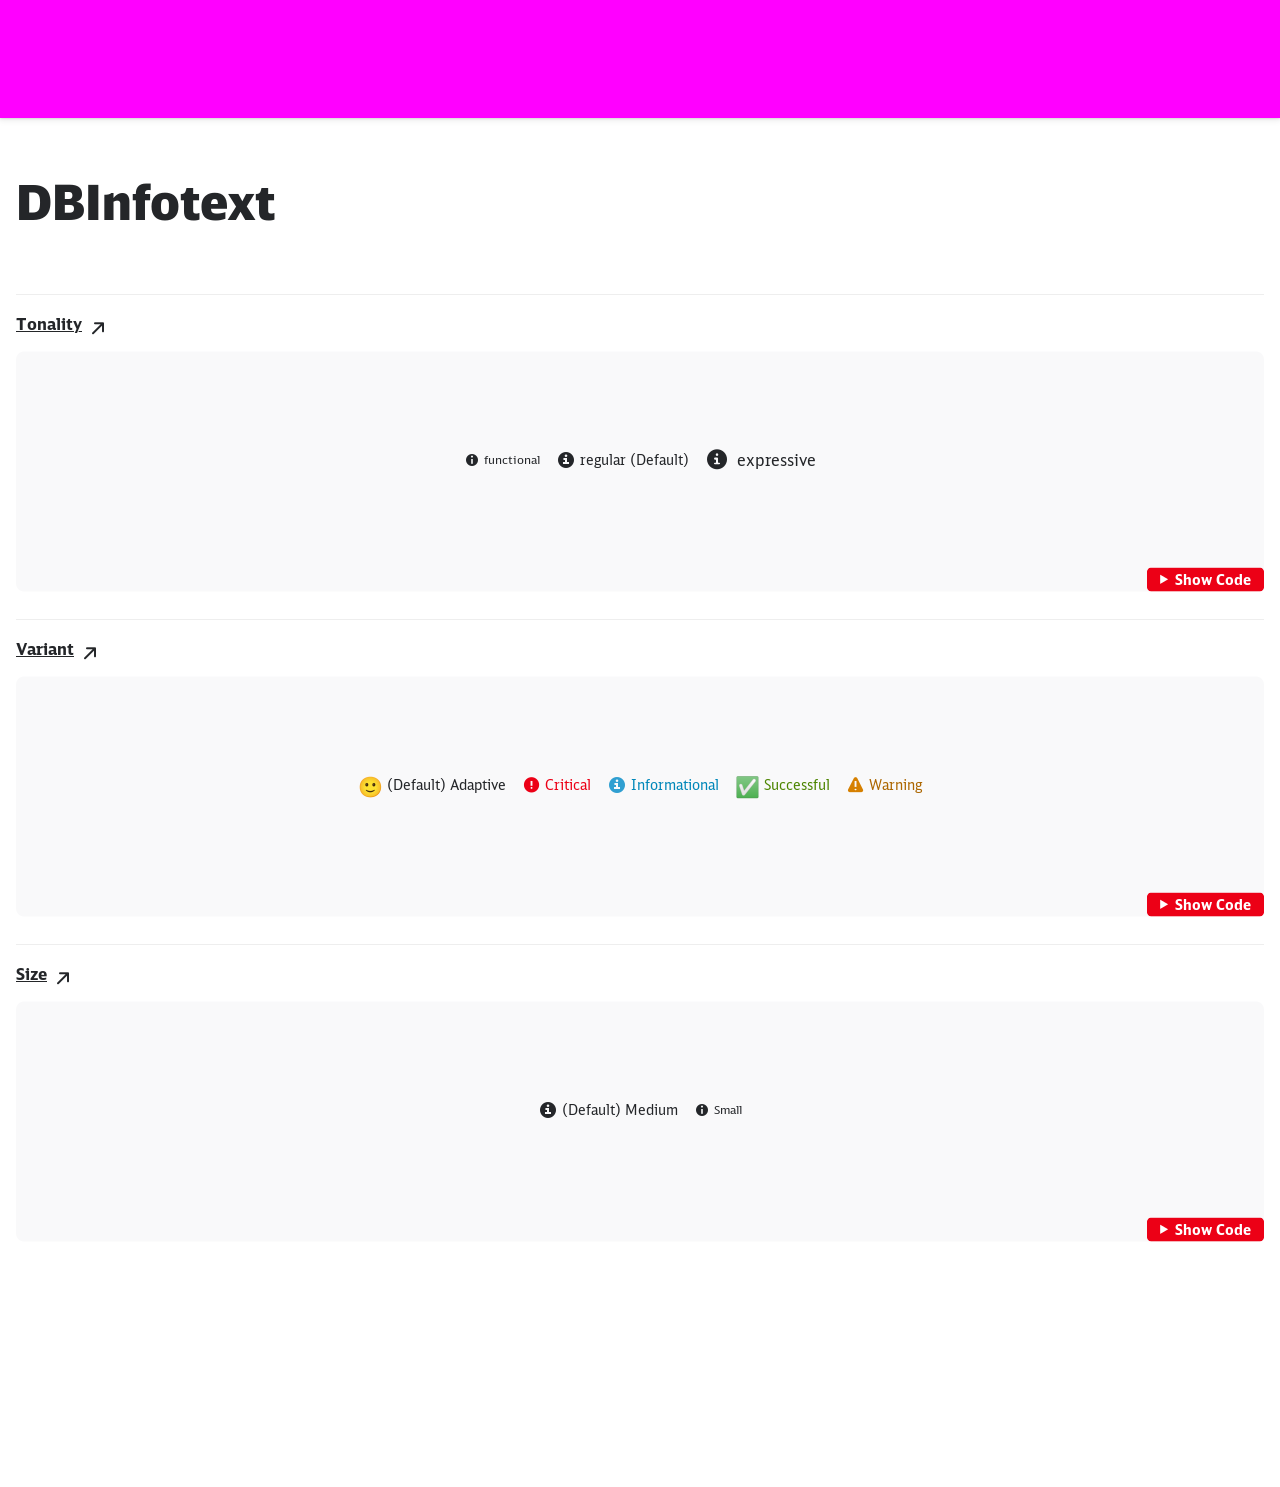 DBInfotext
Tonality
functional regular (Default) expressive
Show Code
Variant
(Default) Adaptive Critical Informational Successful Warning
Show Code
Size
(Default) Medium Small
Show Code